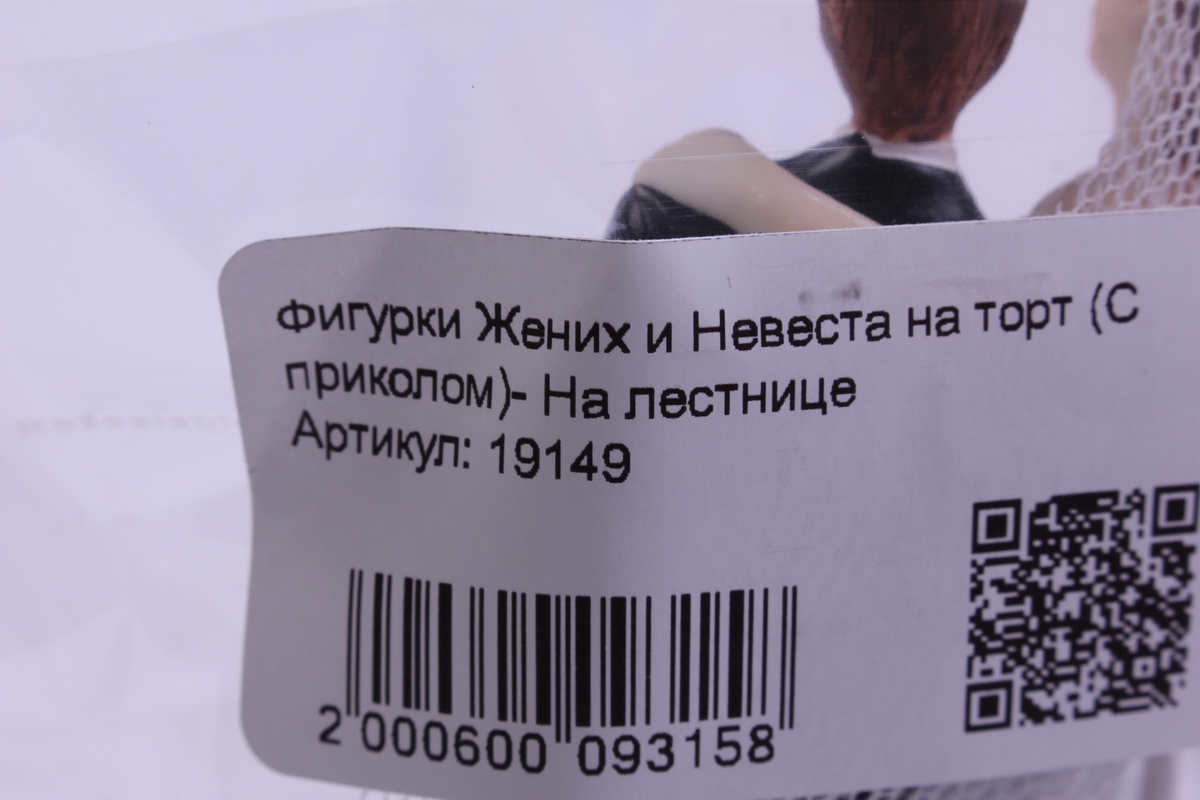 Фигурки Жених и Невеста на торт (С
приколом)- На лестнице
Артикул: 19149
2 000600 093158